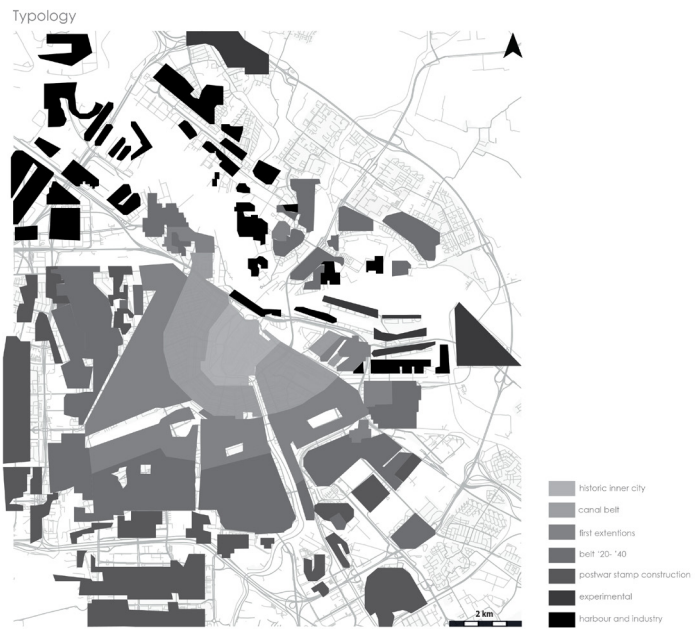 Typology
historic inner city
canal belt
first extentions
belt '20- '40
postwar stamp construction
experimental
harbour and industry
2 km